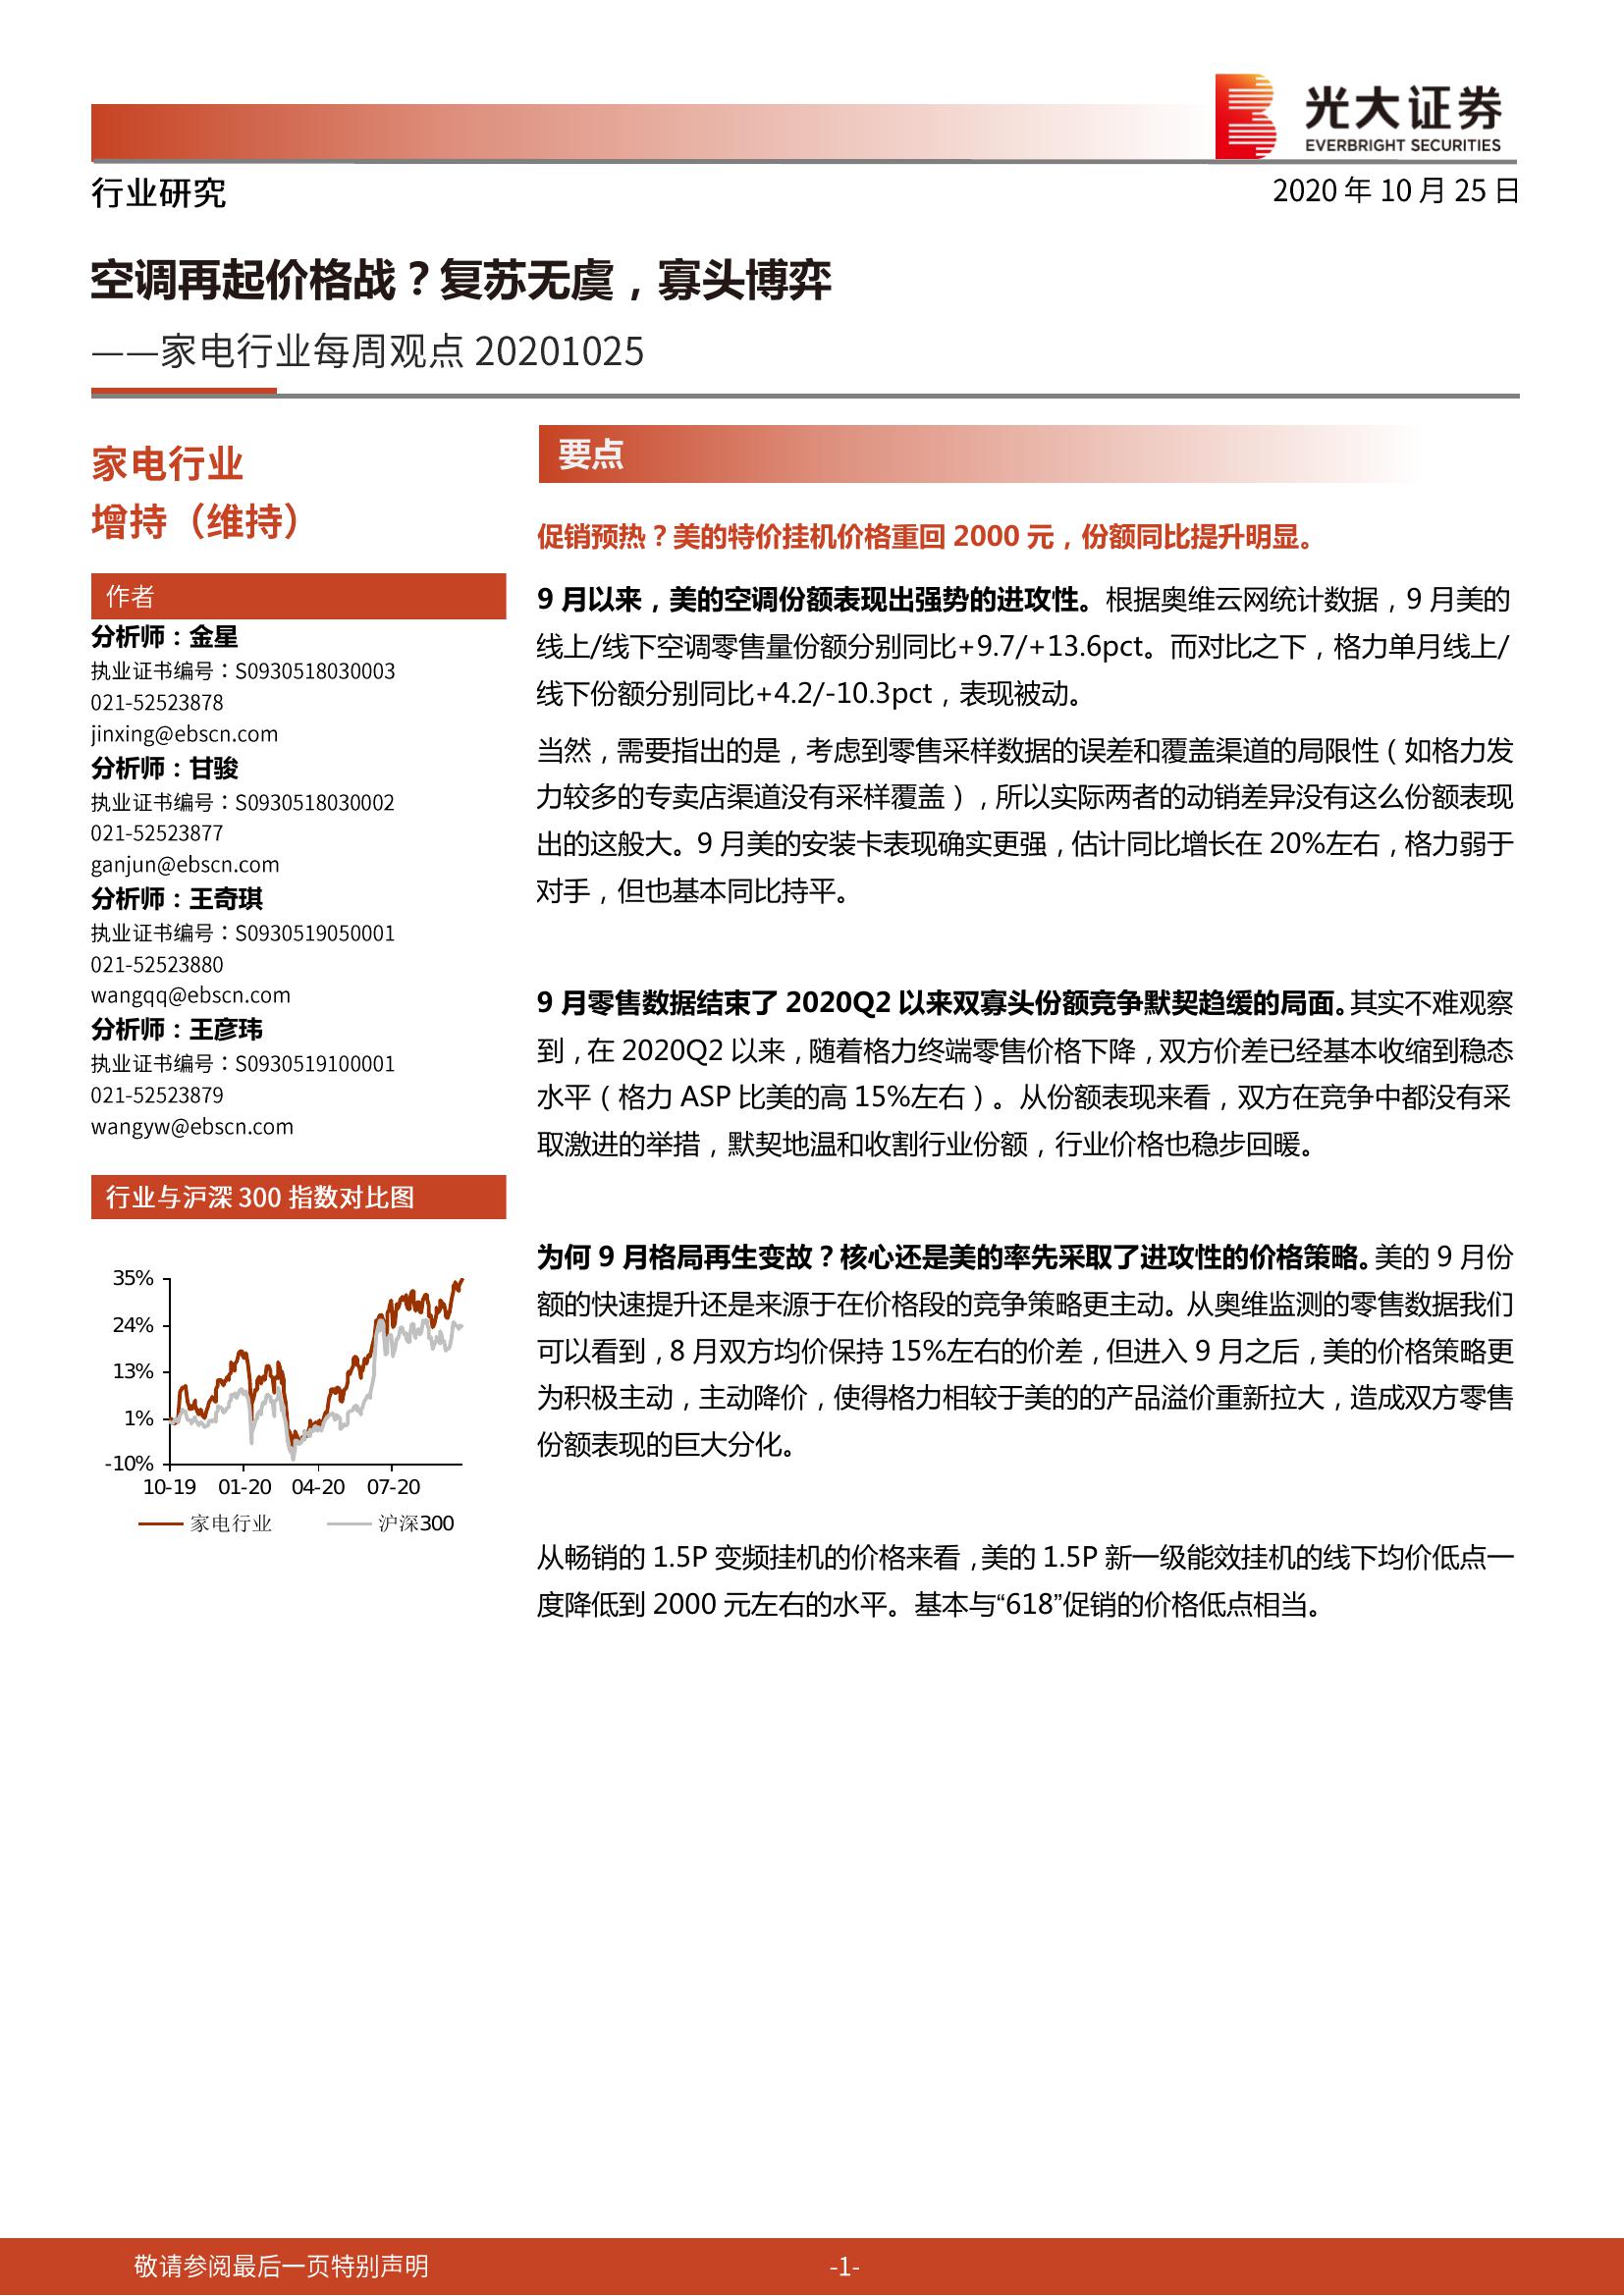 光大证券
EVERBRIGHT SECURITIES
行业研究
2020 年 10 月 25 日
空调再起价格战？复苏无虞，寡头博弈
——家电行业每周观点 20201025
家电行业
增持（维持）
作者
分析师：金星
执业证书编号：S0930518030003
021-52523878
jinxing@ebscn.com
分析师：甘骏
执业证书编号：S0930518030002
021-52523877
ganjun@ebscn.com
分析师：王奇琪
执业证书编号：S0930519050001
021-52523880
wangqq@ebscn.com
分析师：王彦玮
执业证书编号：S0930519100001
021-52523879
wangyw@ebscn.com
行业与沪深 300 指数对比图
35%
24%
13%
1%
-10%
10-19 01-20 04-20 07-20
家电行业 沪深300
要点
促销预热？美的特价挂机价格重回 2000 元，份额同比提升明显。
9 月以来，美的空调份额表现出强势的进攻性。根据奥维云网统计数据，9 月美的
线上/线下空调零售量份额分别同比+9.7/+13.6pct。而对比之下，格力单月线上/
线下份额分别同比+4.2/-10.3pct，表现被动。
当然，需要指出的是，考虑到零售采样数据的误差和覆盖渠道的局限性（如格力发
力较多的专卖店渠道没有采样覆盖），所以实际两者的动销差异没有这么份额表现
出的这般大。9 月美的安装卡表现确实更强，估计同比增长在 20%左右，格力弱于
对手，但也基本同比持平。
9 月零售数据结束了 2020Q2 以来双寡头份额竞争默契趋缓的局面。其实不难观察
到，在 2020Q2 以来，随着格力终端零售价格下降，双方价差已经基本收缩到稳态
水平（格力 ASP 比美的高 15%左右）。从份额表现来看，双方在竞争中都没有采
取激进的举措，默契地温和收割行业份额，行业价格也稳步回暖。
为何 9 月格局再生变故？核心还是美的率先采取了进攻性的价格策略。美的 9 月份
额的快速提升还是来源于在价格段的竞争策略更主动。从奥维监测的零售数据我们
可以看到，8 月双方均价保持 15%左右的价差，但进入 9 月之后，美的价格策略更
为积极主动，主动降价，使得格力相较于美的的产品溢价重新拉大，造成双方零售
份额表现的巨大分化。
从畅销的 1.5P 变频挂机的价格来看，美的 1.5P 新一级能效挂机的线下均价低点一
度降低到 2000 元左右的水平。基本与“618”促销的价格低点相当。
敬请参阅最后一页特别声明
-1-